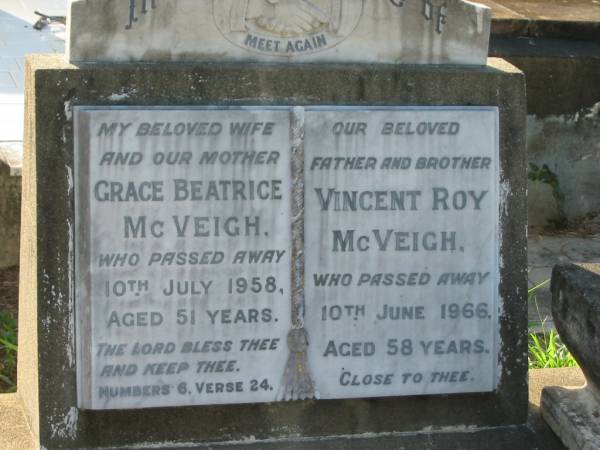 In
of
MEET AGAIN
MY BELOVED WIFE
AND OUR MOTHER
GRACE BEATRICE
MCVEIGH,
WHO PASSED AWAY
10TH JULY 1958,
AGED 51 YEARS.
THE LORD BLESS THEE
AND KEEP THEE.
NUMBERS 6. VERSE 24.
OUR BELOVED
FATHER AND BROTHER
VINCENT ROY
MCVEIGH,
WHO PASSED AWAY
10TH JUNE 1966,
AGED 58 YEARS.
CLOSE TO THEE.